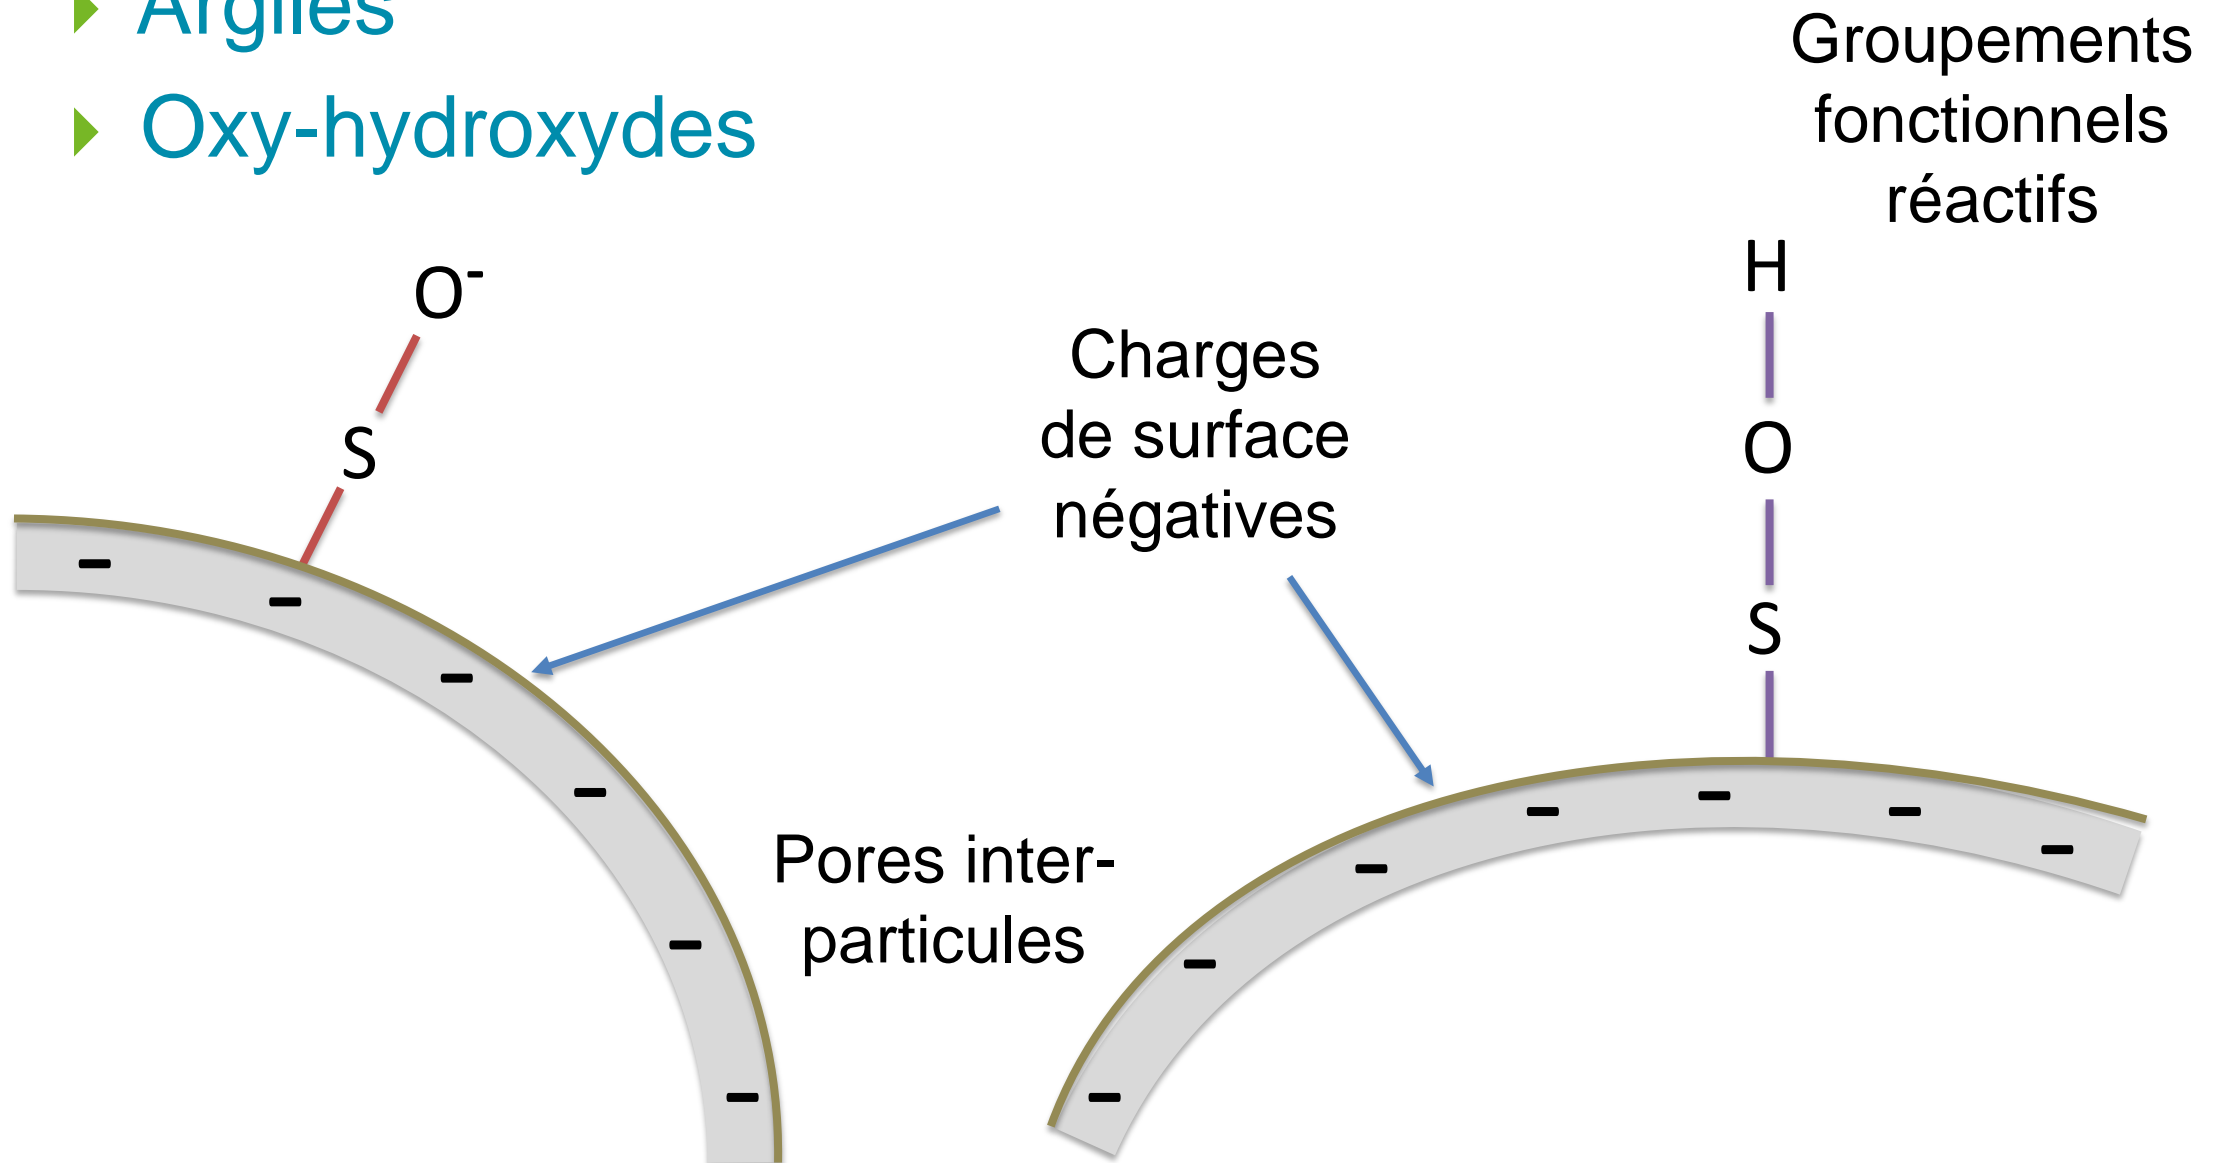 Argiles
Oxy-hydroxydes
Groupements
fonctionnels
réactifs
O-
S
Charges
de surface
négatives
H
O
S
Pores inter-
particules
- - - - - -
- - - - - - - -